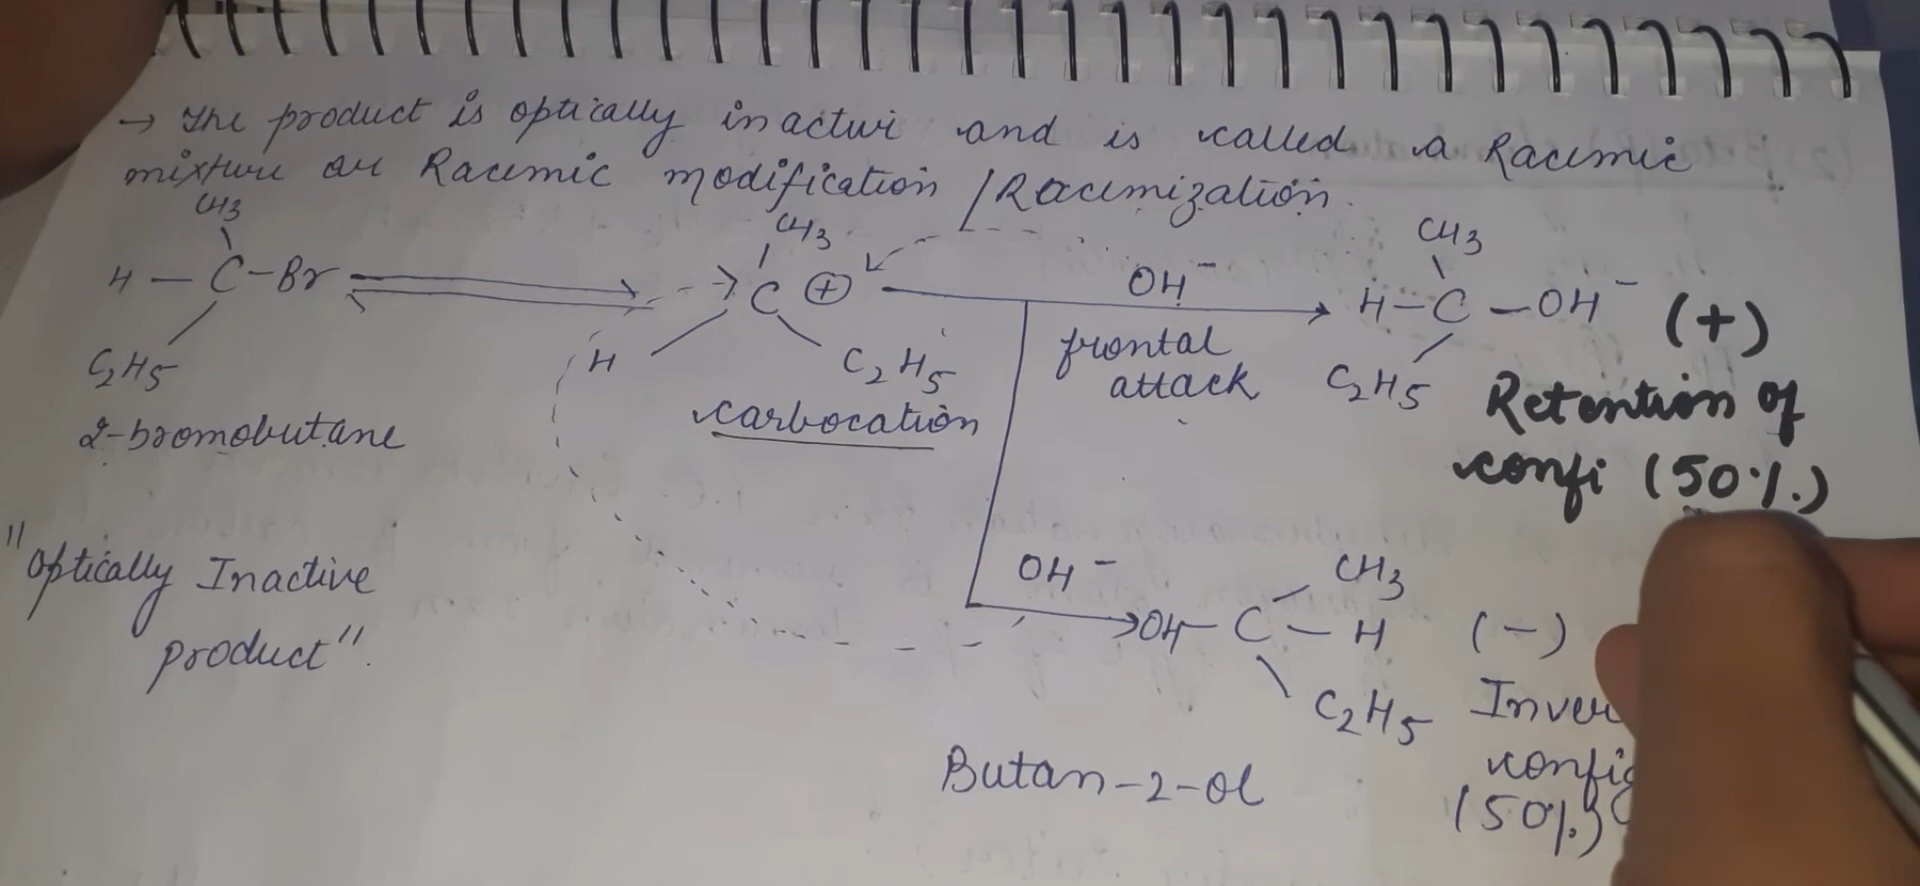 → The product is optically inactive and is called a Racemic
mixture or Racemic modification / Racemization.
CH3
H – C – Br
C2H5
2-bromobutane
CH3
C ⊕
H
C2H5
carbocation
OH⁻
frontal
attack
CH3
H – C – OH⁻ (+)
C2H5
Retention of
confi (50%)
"Optically Inactive
product".
OH⁻
CH3
OH – C – H (–)
C2H5
Inver
config
(50%)
Butan-2-ol